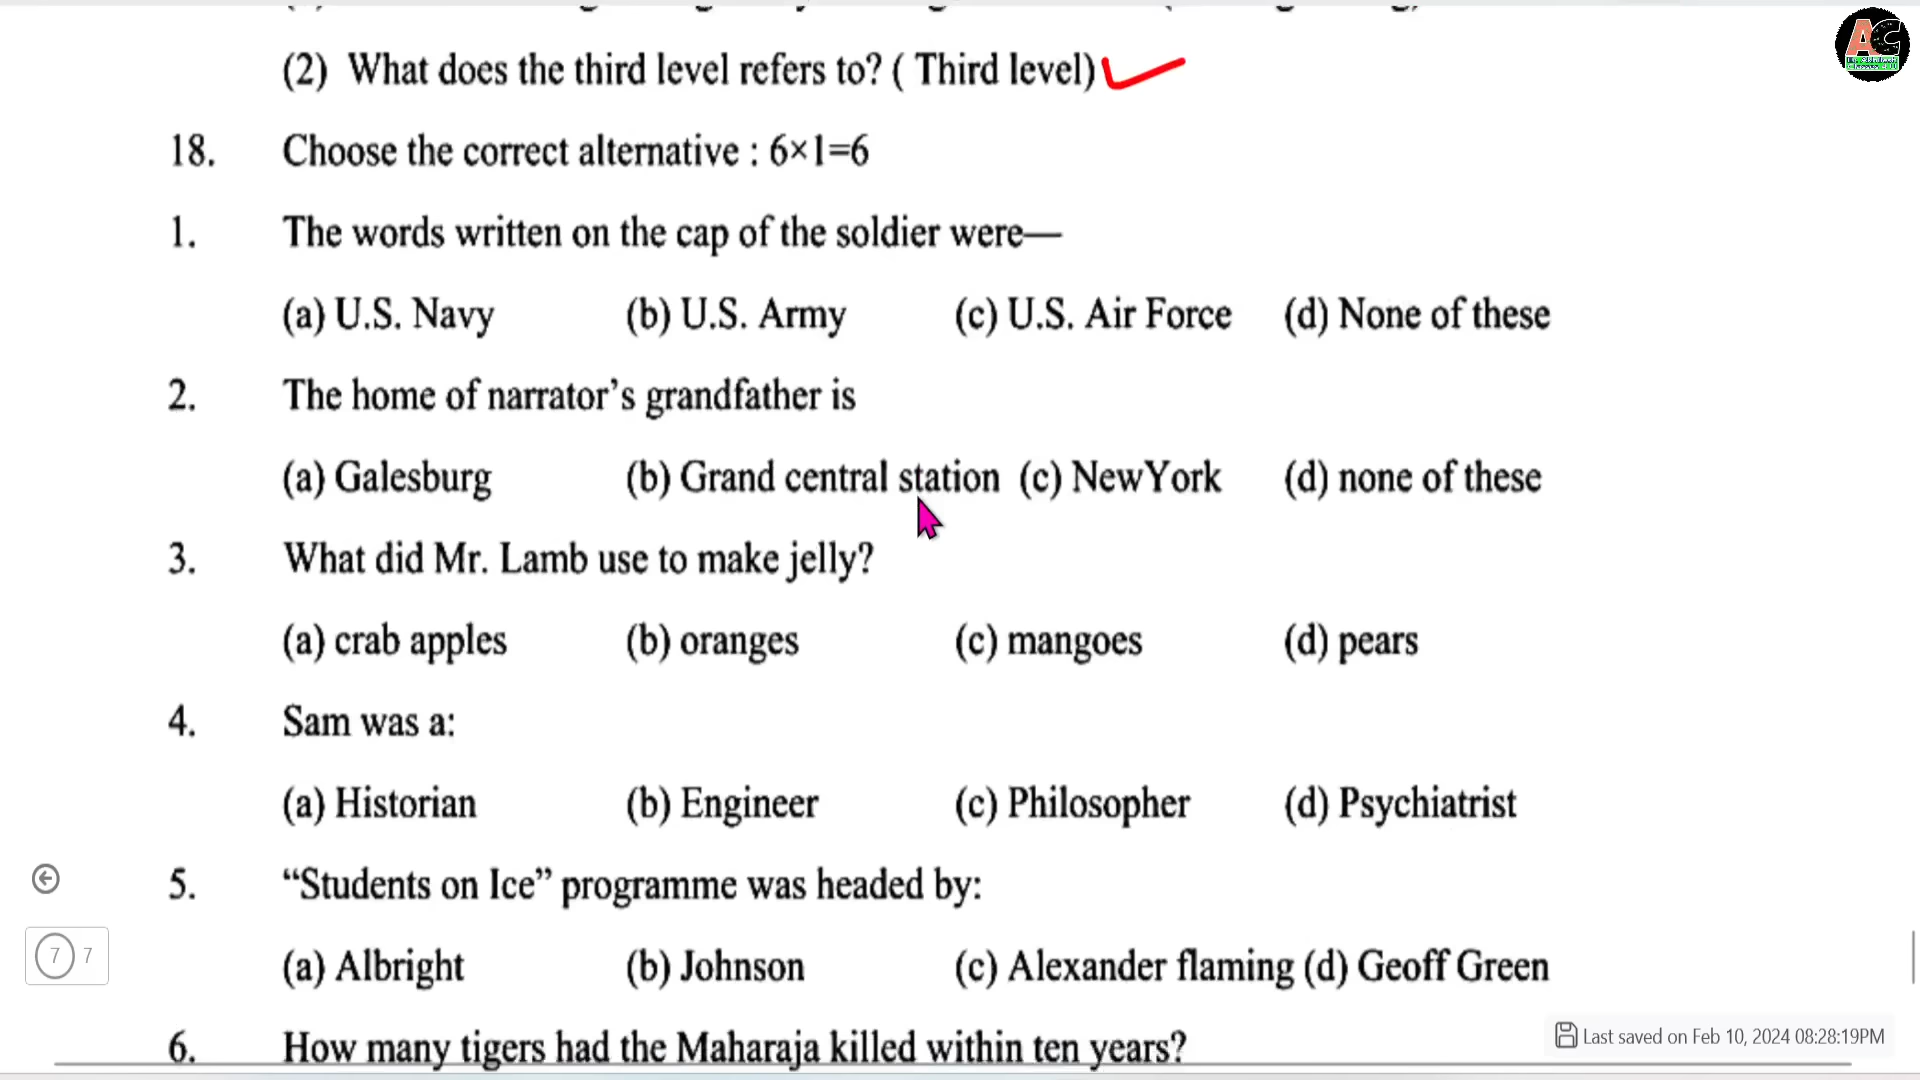 (2) What does the third level refers to? ( Third level)
18. Choose the correct alternative : 6×1=6
1. The words written on the cap of the soldier were—
(a) U.S. Navy (b) U.S. Army (c) U.S. Air Force (d) None of these
2. The home of narrator’s grandfather is
(a) Galesburg (b) Grand central station (c) NewYork (d) none of these
3. What did Mr. Lamb use to make jelly?
(a) crab apples (b) oranges (c) mangoes (d) pears
4. Sam was a:
(a) Historian (b) Engineer (c) Philosopher (d) Psychiatrist
5. “Students on Ice” programme was headed by:
(a) Albright (b) Johnson (c) Alexander flaming (d) Geoff Green
6. How many tigers had the Maharaja killed within ten years?
7 7
Last saved on Feb 10, 2024 08:28:19PM
AC